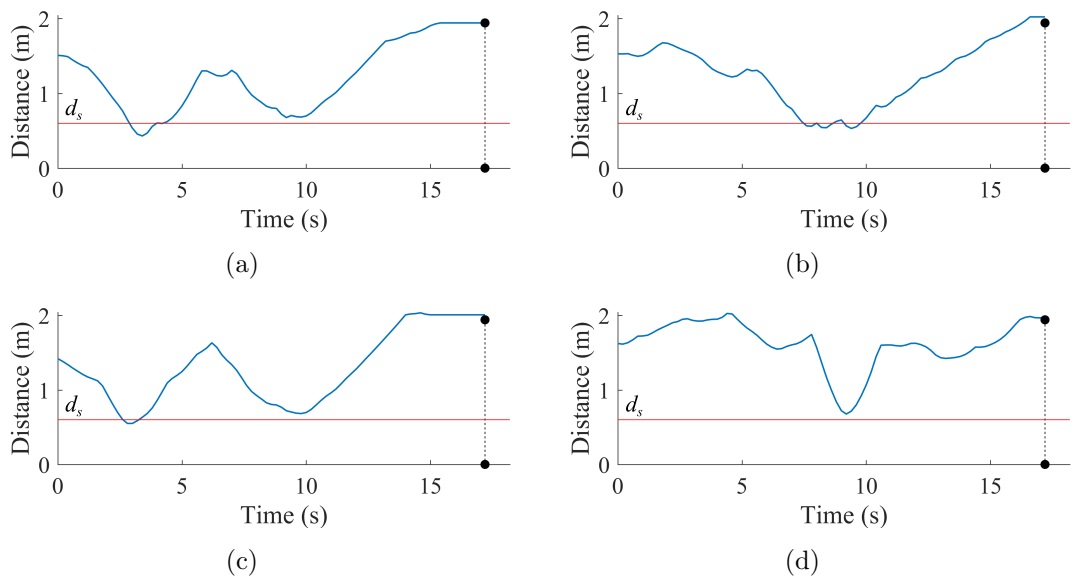 Distance (m)
2
1
0
d_s
0 5 10 15
Time (s)
(a)
Distance (m)
2
1
0
d_s
0 5 10 15
Time (s)
(b)
Distance (m)
2
1
0
d_s
0 5 10 15
Time (s)
(c)
Distance (m)
2
1
0
d_s
0 5 10 15
Time (s)
(d)